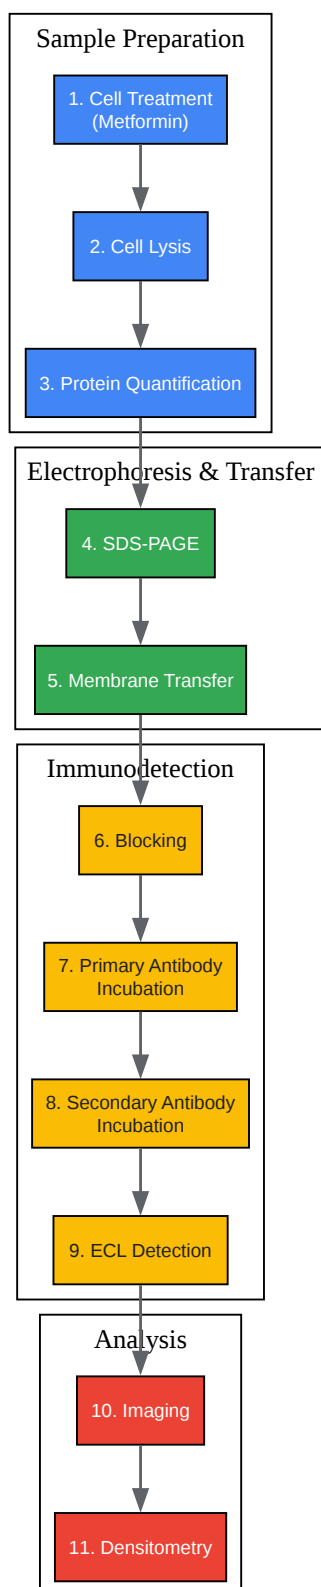 Sample Preparation
1. Cell Treatment
(Metformin)
2. Cell Lysis
3. Protein Quantification
Electrophoresis & Transfer
4. SDS-PAGE
5. Membrane Transfer
Immunodetection
6. Blocking
7. Primary Antibody
Incubation
8. Secondary Antibody
Incubation
9. ECL Detection
Analysis
10. Imaging
11. Densitometry